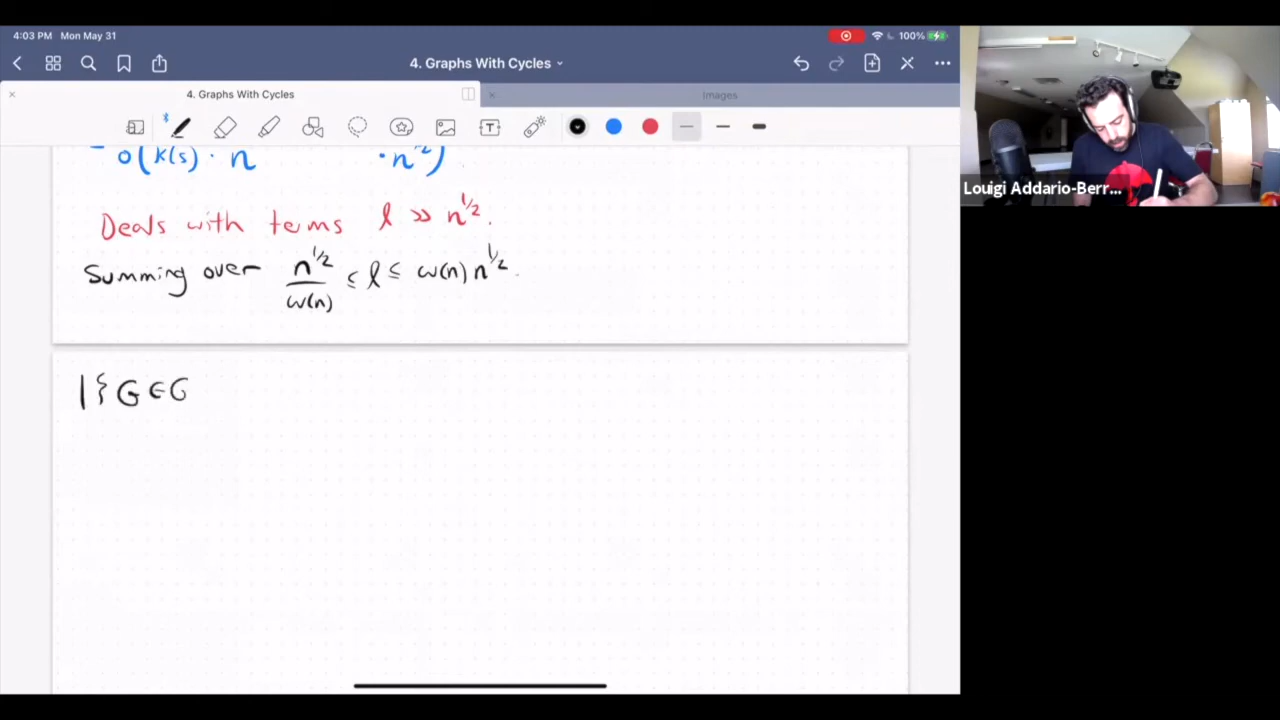 4:03 PM Mon May 31
100%
4. Graphs With Cycles
4. Graphs With Cycles
Images
T
o(k(s) · n · n^1/2)
Deals with terms l >> n^1/2.
Summing over n^1/2/ω(n) ≤ l ≤ ω(n) n^1/2.
|{G ∈ G
Louigi Addario-Berr...